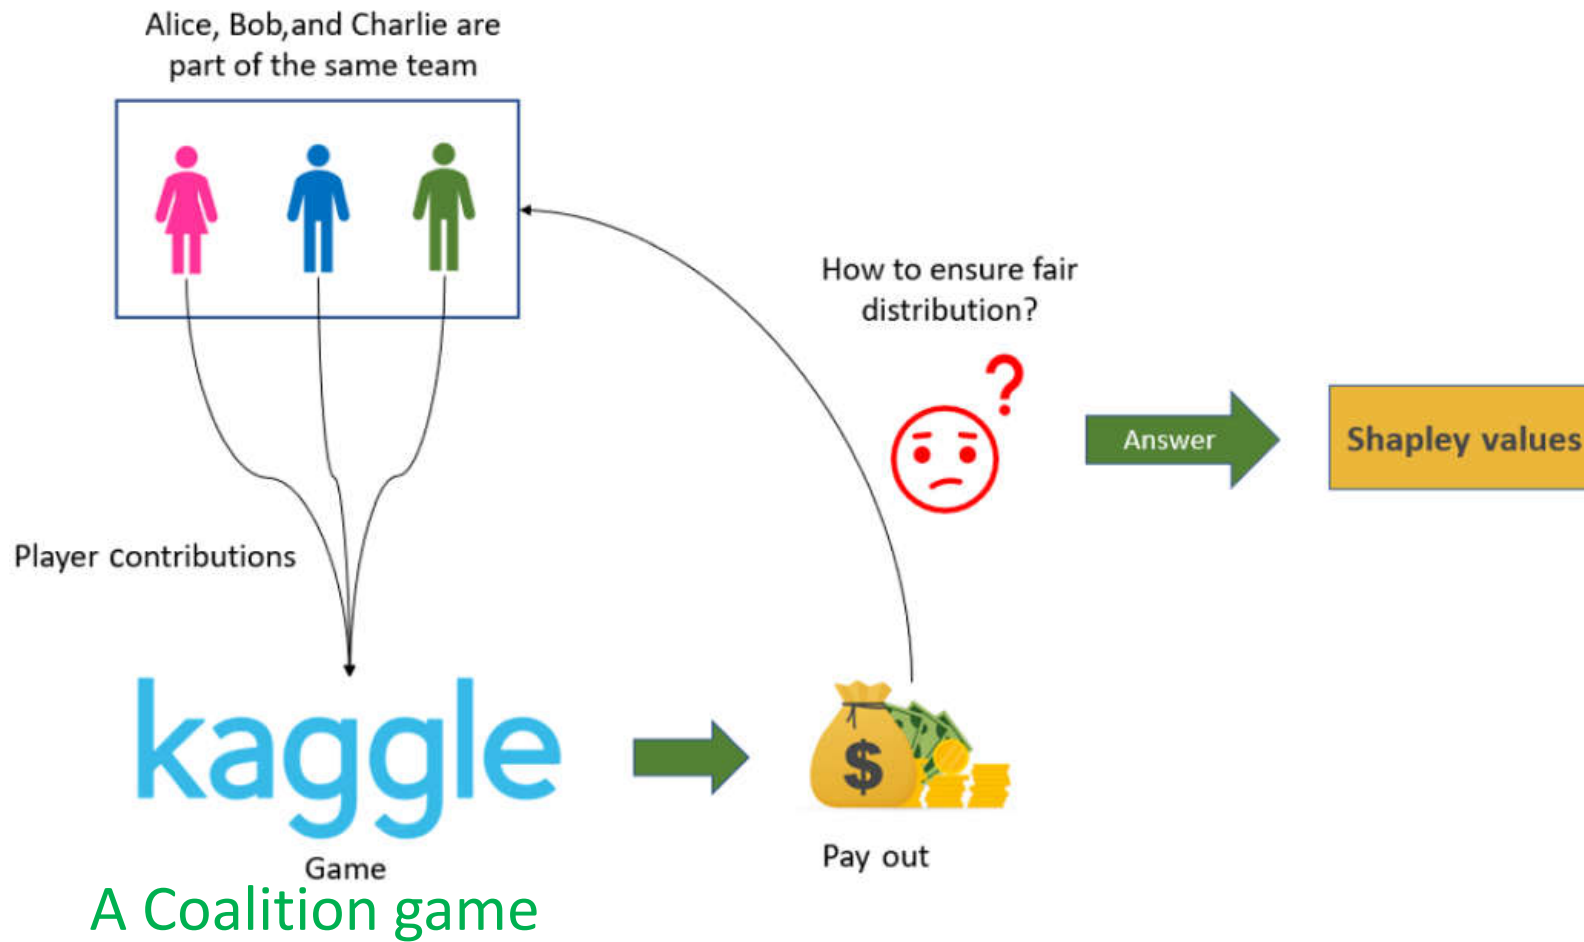 Alice, Bob,and Charlie are
part of the same team
How to ensure fair
distribution?
?
Answer
Shapley values
Player contributions
kaggle
$
Game
Pay out
A Coalition game